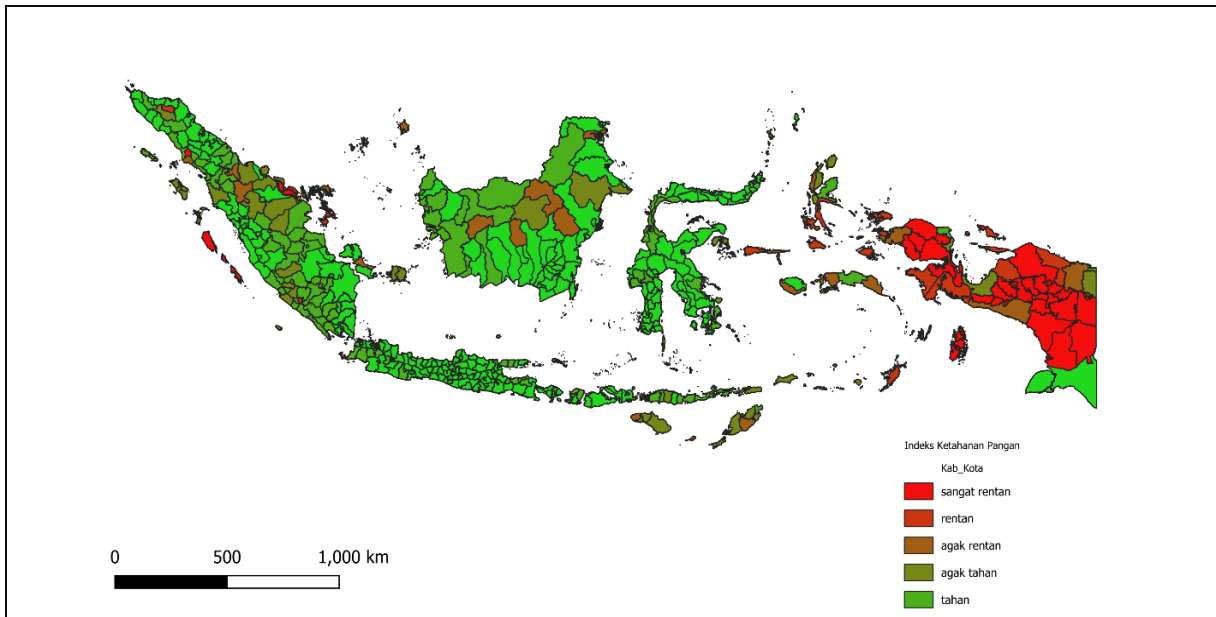 Indeks Ketahanan Pangan
Kab_Kota
sangat rentan
rentan
agak rentan
agak tahan
tahan
0 500 1,000 km